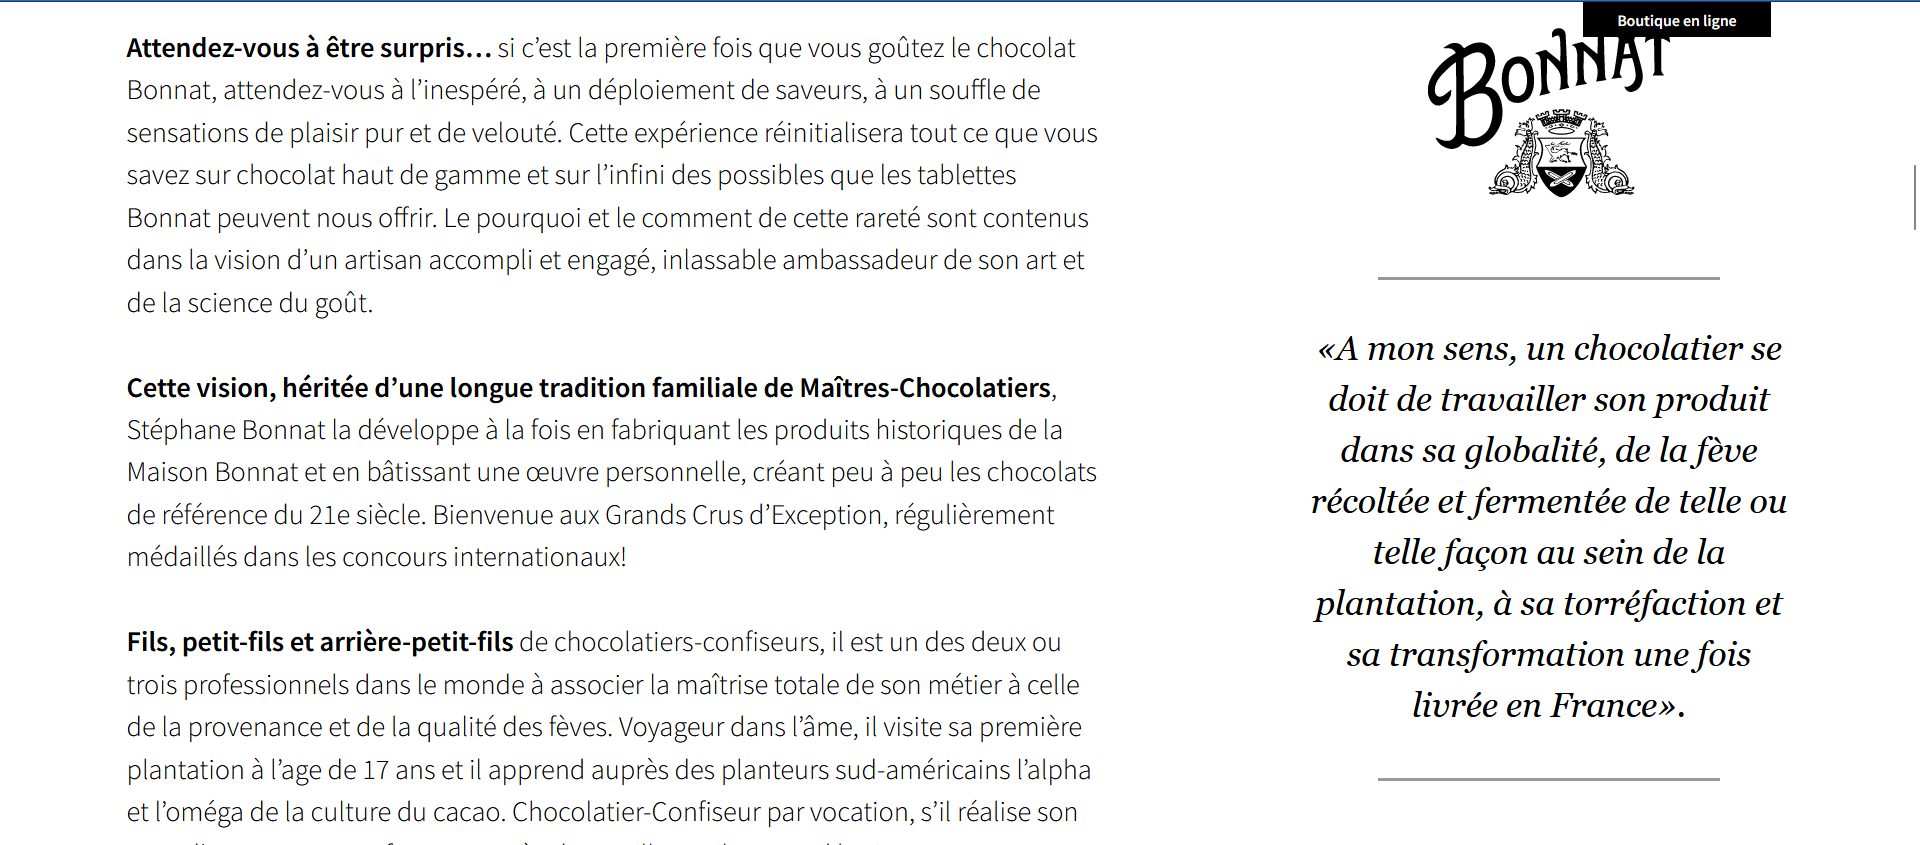 Boutique en ligne
BONNAT
Attendez-vous à être surpris… si c’est la première fois que vous goûtez le chocolat
Bonnat, attendez-vous à l’inespéré, à un déploiement de saveurs, à un souffle de
sensations de plaisir pur et de velouté. Cette expérience réinitialisera tout ce que vous
savez sur chocolat haut de gamme et sur l’infini des possibles que les tablettes
Bonnat peuvent nous offrir. Le pourquoi et le comment de cette rareté sont contenus
dans la vision d’un artisan accompli et engagé, inlassable ambassadeur de son art et
de la science du goût.
Cette vision, héritée d’une longue tradition familiale de Maîtres-Chocolatiers,
Stéphane Bonnat la développe à la fois en fabriquant les produits historiques de la
Maison Bonnat et en bâtissant une œuvre personnelle, créant peu à peu les chocolats
de référence du 21e siècle. Bienvenue aux Grands Crus d’Exception, régulièrement
médaillés dans les concours internationaux!
Fils, petit-fils et arrière-petit-fils de chocolatiers-confiseurs, il est un des deux ou
trois professionnels dans le monde à associer la maîtrise totale de son métier à celle
de la provenance et de la qualité des fèves. Voyageur dans l’âme, il visite sa première
plantation à l’age de 17 ans et il apprend auprès des planteurs sud-américains l’alpha
et l’oméga de la culture du cacao. Chocolatier-Confiseur par vocation, s’il réalise son
«A mon sens, un chocolatier se
doit de travailler son produit
dans sa globalité, de la fève
récoltée et fermentée de telle ou
telle façon au sein de la
plantation, à sa torréfaction et
sa transformation une fois
livrée en France».